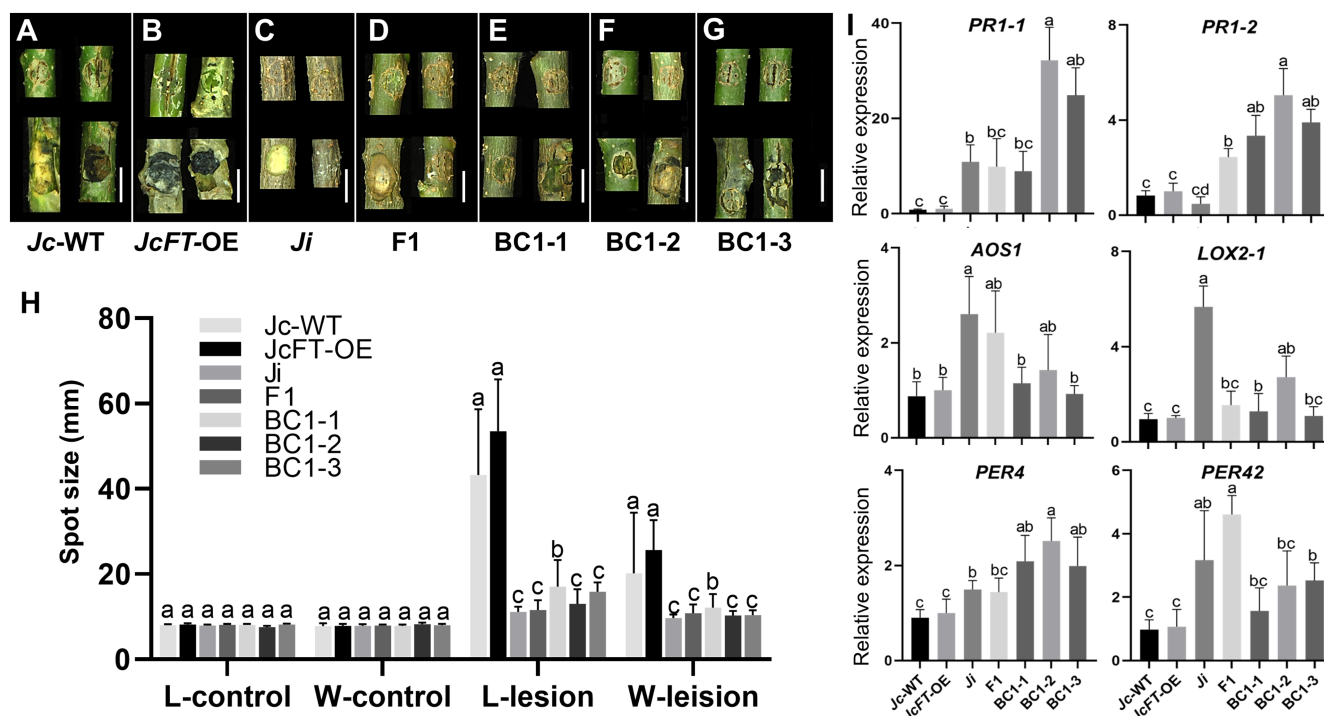 A B C D E F G
Jc-WT JcFT-OE Ji F1 BC1-1 BC1-2 BC1-3
H
80
60
40
20
0
Spot size (mm)
Jc-WT
JcFT-OE
Ji
F1
BC1-1
BC1-2
BC1-3
a a a a a a a
a a a a a a a
a a c c b c c
a a c c b c c
L-control W-control L-lesion W-leision
I
PR1-1
Relative expression
40
20
0
c c b bc bc a ab
PR1-2
8
4
0
c c cd b ab a ab
AOS1
Relative expression
4
2
0
b b a ab b ab b
LOX2-1
8
4
0
c c a bc b ab bc
PER4
Relative expression
4
2
0
c c b bc ab a ab
Jc-WT JcFT-OE Ji F1 BC1-1 BC1-2 BC1-3
PER42
6
4
2
0
c c ab a bc bc b
Jc-WT JcFT-OE Ji F1 BC1-1 BC1-2 BC1-3